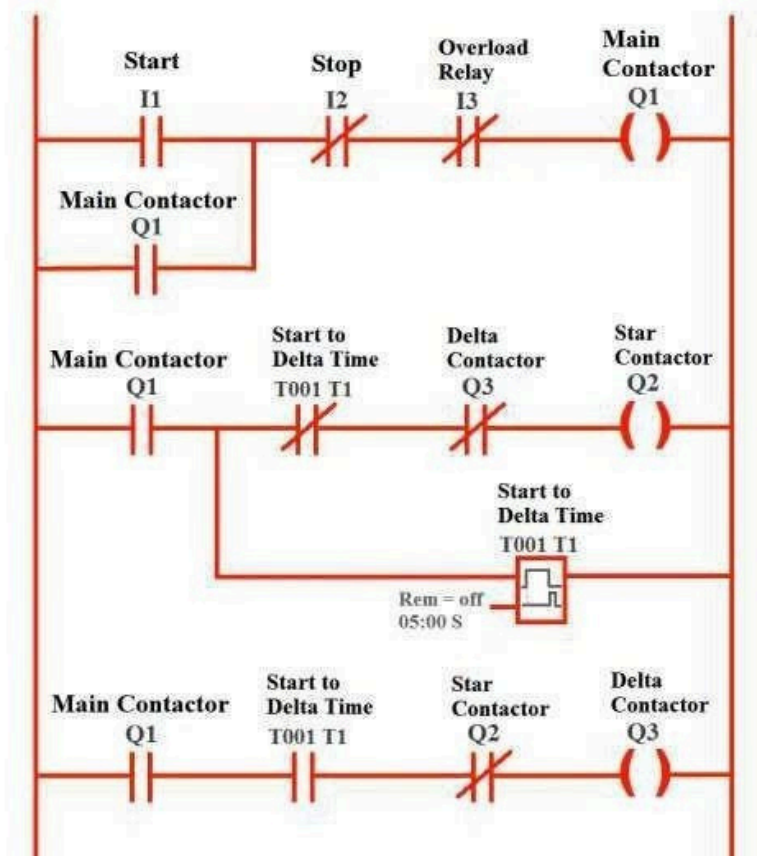 Start
I1
Stop
I2
Overload
Relay
I3
Main
Contactor
Q1
Main Contactor
Q1
Main Contactor
Q1
Start to
Delta Time
T001 T1
Delta
Contactor
Q3
Star
Contactor
Q2
Start to
Delta Time
T001 T1
Rem = off
05:00 S
Main Contactor
Q1
Start to
Delta Time
T001 T1
Star
Contactor
Q2
Delta
Contactor
Q3